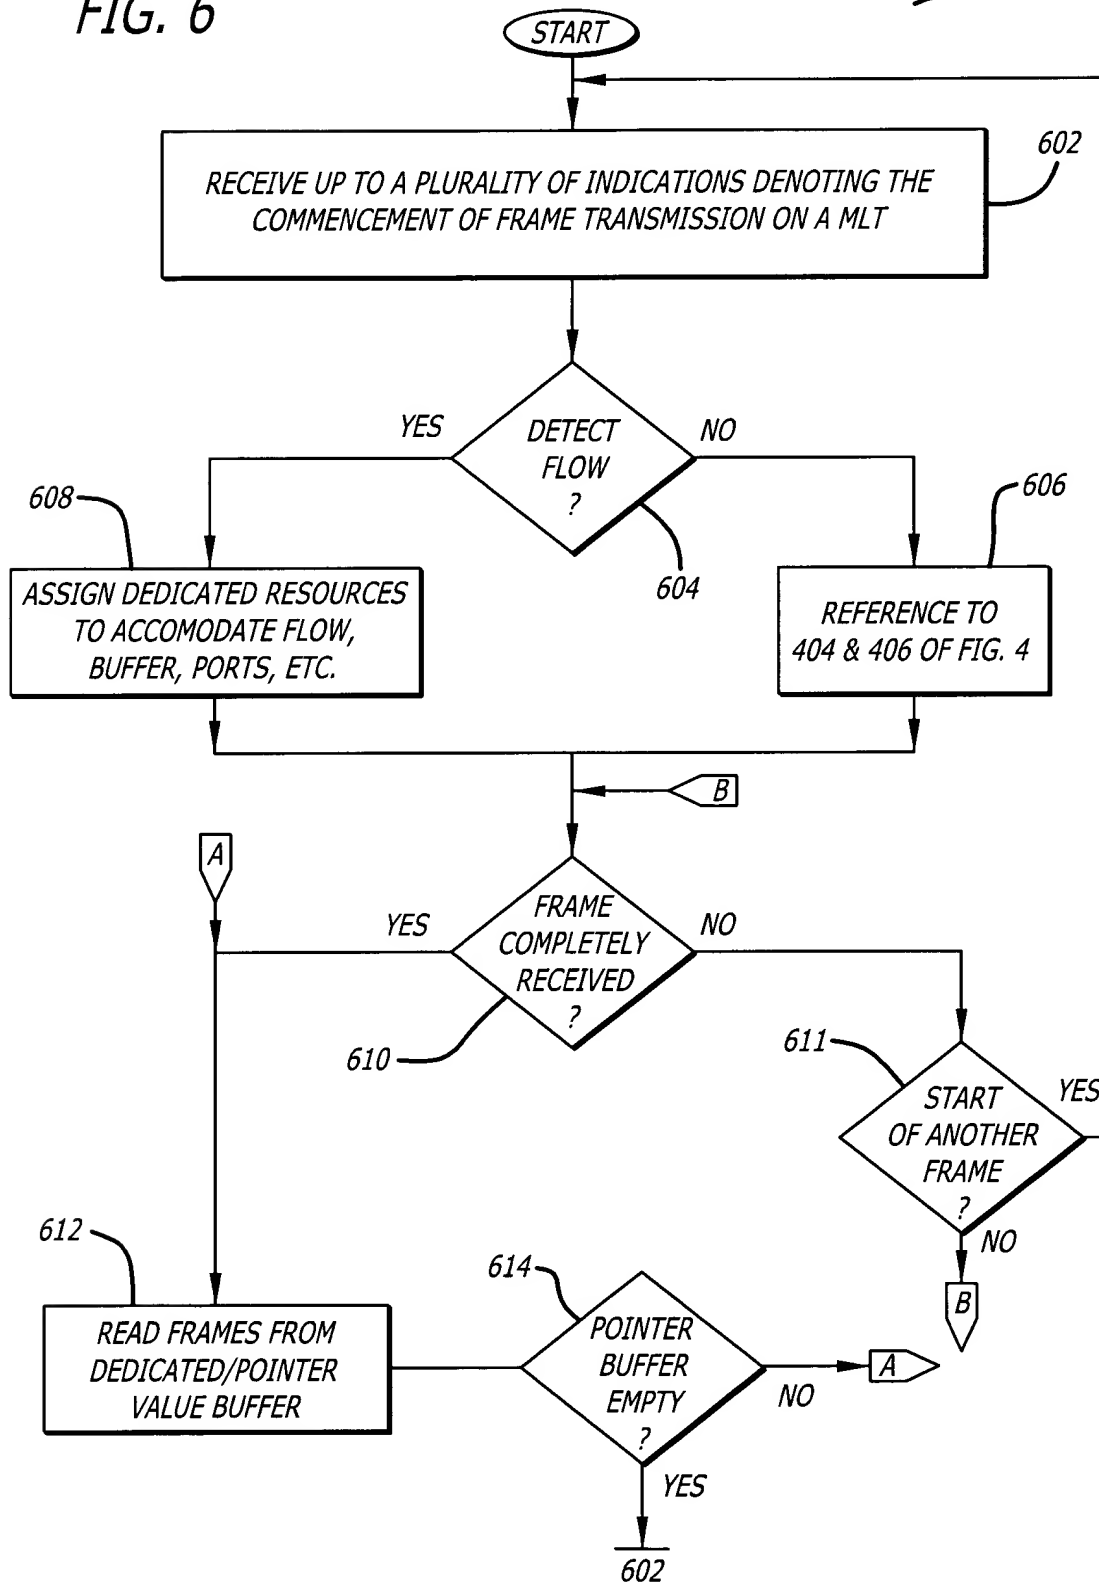 FIG. 6
START
RECEIVE UP TO A PLURALITY OF INDICATIONS DENOTING THE
COMMENCEMENT OF FRAME TRANSMISSION ON A MLT
602
YES
DETECT
FLOW
?
NO
604
608
606
ASSIGN DEDICATED RESOURCES
TO ACCOMODATE FLOW,
BUFFER, PORTS, ETC.
REFERENCE TO
404 & 406 OF FIG. 4
B
A
YES
FRAME
COMPLETELY
RECEIVED
?
NO
610
611
START
OF ANOTHER
FRAME
?
YES
NO
B
612
READ FRAMES FROM
DEDICATED/POINTER
VALUE BUFFER
614
POINTER
BUFFER
EMPTY
?
NO
A
YES
602